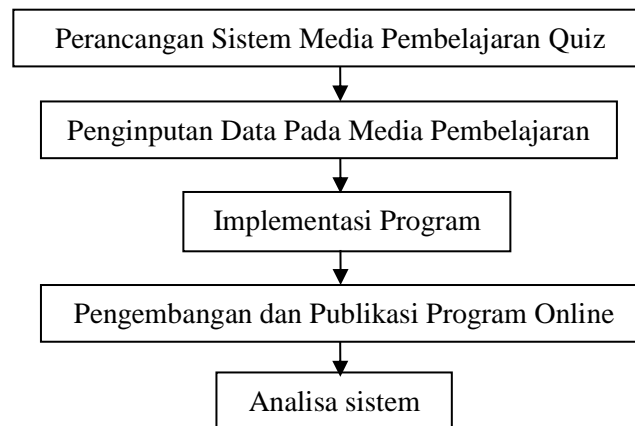 Perancangan Sistem Media Pembelajaran Quiz
Penginputan Data Pada Media Pembelajaran
Implementasi Program
Pengembangan dan Publikasi Program Online
Analisa sistem